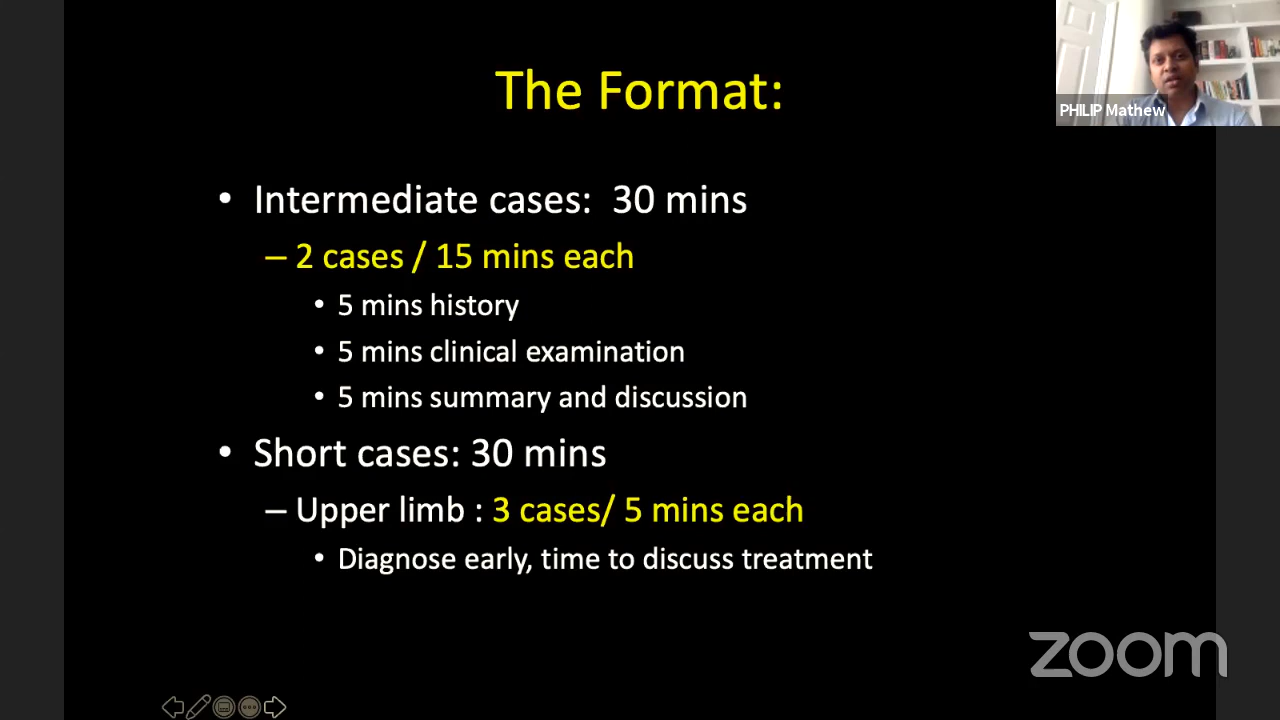 The Format:
PHILIP Mathew
• Intermediate cases:  30 mins
– 2 cases / 15 mins each
• 5 mins history
• 5 mins clinical examination
• 5 mins summary and discussion
• Short cases: 30 mins
– Upper limb : 3 cases/ 5 mins each
• Diagnose early, time to discuss treatment
zoom